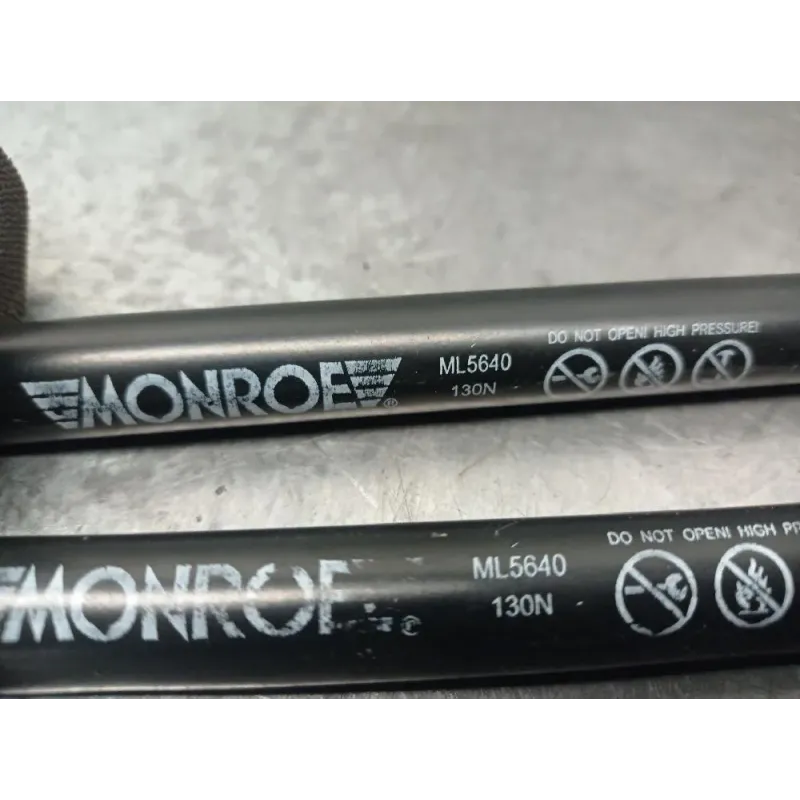 DO NOT OPEN! HIGH PRESSURE!
MONROE® ML5640
130N
DO NOT OPEN! HIGH
MONROE ML5640
130N